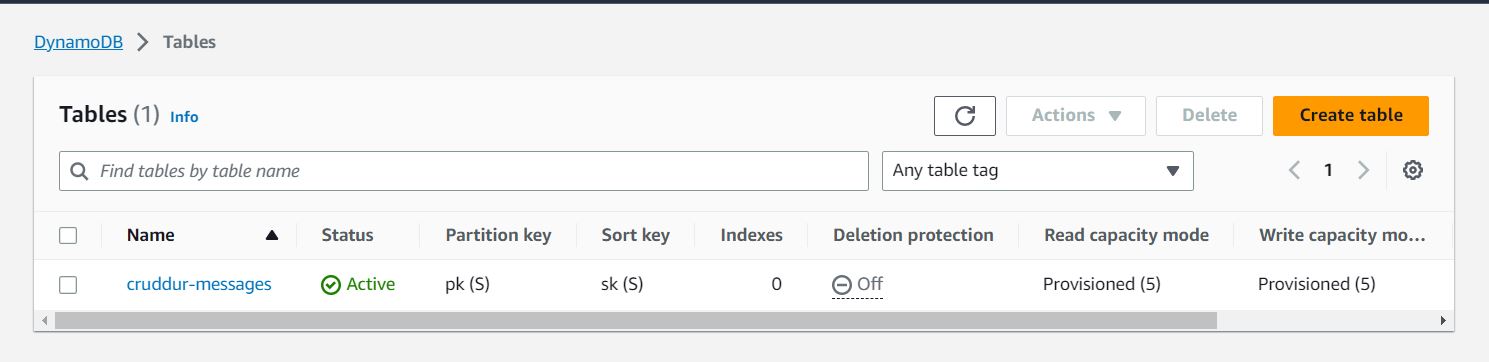 DynamoDB > Tables
Tables (1) Info Actions Delete Create table
Find tables by table name Any table tag 1
Name Status Partition key Sort key Indexes Deletion protection Read capacity mode Write capacity mo...
cruddur-messages Active pk (S) sk (S) 0 Off Provisioned (5) Provisioned (5)